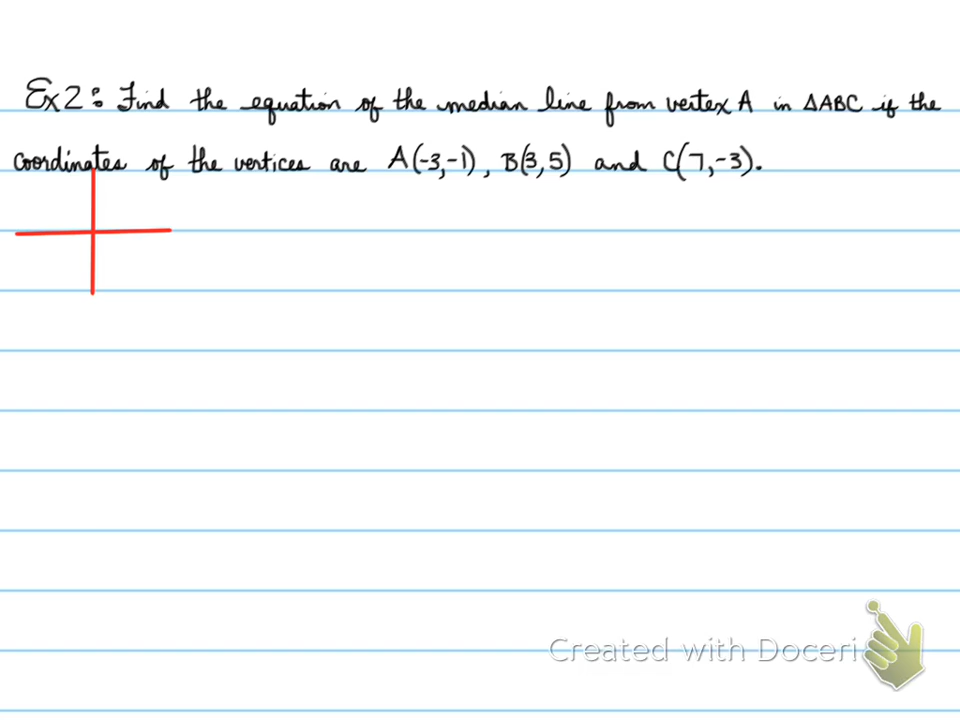 Ex 2: Find the equation of the median line from vertex A in ΔABC if the
coordinates of the vertices are A(-3,-1), B(3,5) and C(7,-3).
Created with Doceri